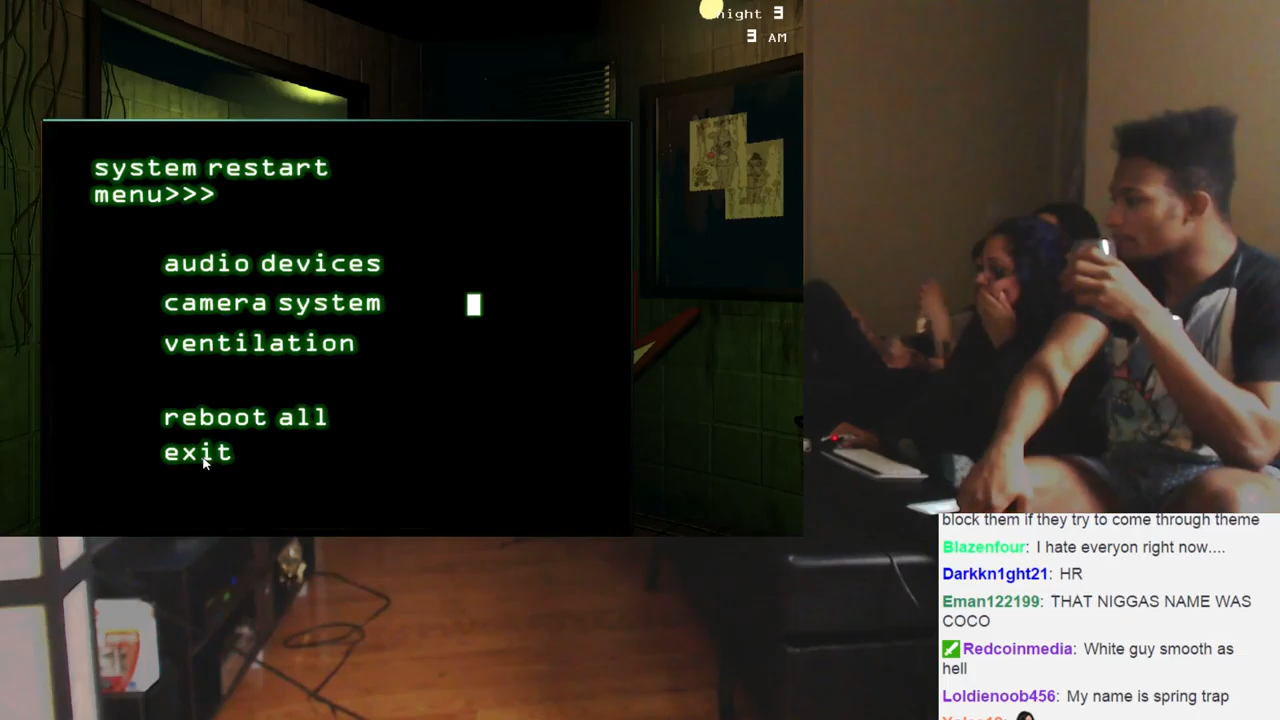 night 3
3 AM
system restart
menu>>>
audio devices
camera system
ventilation
reboot all
exit
block them if they try to come through theme
Blazenfour: I hate everyon right now....
Darkkn1ght21: HR
Eman122199: THAT NIGGAS NAME WAS
COCO
Redcoinmedia: White guy smooth as
hell
Loldienoob456: My name is spring trap